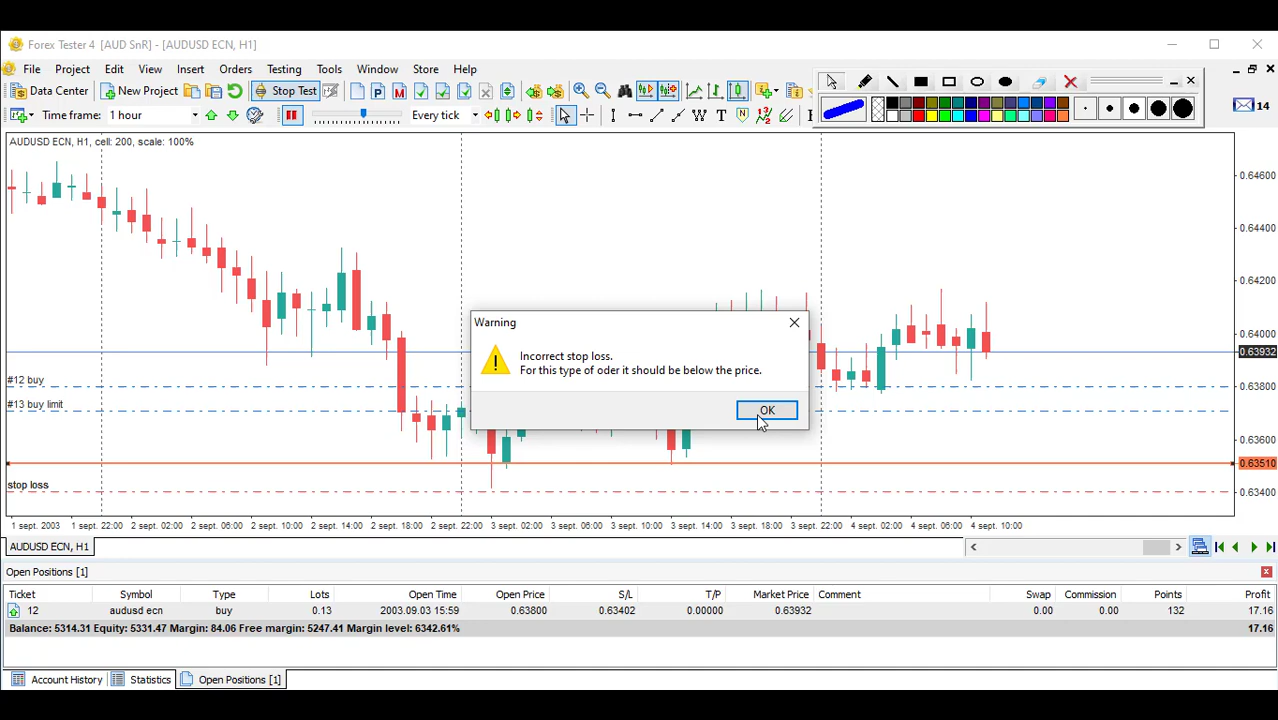 Forex Tester 4 [AUD SnR] - [AUDUSD ECN, H1]
File Project Edit View Insert Orders Testing Tools Window Store Help
Data Center New Project Stop Test
14
Time frame: 1 hour Every tick
AUDUSD ECN, H1, cell: 200, scale: 100%
0.64600
0.64400
0.64200
0.64000
0.63932
#12 buy
0.63800
#13 buy limit
0.63600
0.63510
stop loss
0.63400
Warning
Incorrect stop loss.
For this type of oder it should be below the price.
OK
1 sept. 2003 1 sept. 22:00 2 sept. 02:00 2 sept. 06:00 2 sept. 10:00 2 sept. 14:00 2 sept. 18:00 2 sept. 22:00 3 sept. 02:00 3 sept. 06:00 3 sept. 10:00 3 sept. 14:00 3 sept. 18:00 3 sept. 22:00 4 sept. 02:00 4 sept. 06:00 4 sept. 10:00
AUDUSD ECN, H1
Open Positions [1]
Ticket Symbol Type Lots Open Time Open Price S/L T/P Market Price Comment Swap Commission Points Profit
12 audusd ecn buy 0.13 2003.09.03 15:59 0.63800 0.63402 0.00000 0.63932 0.00 0.00 132 17.16
Balance: 5314.31 Equity: 5331.47 Margin: 84.06 Free margin: 5247.41 Margin level: 6342.61% 17.16
Account History Statistics Open Positions [1]